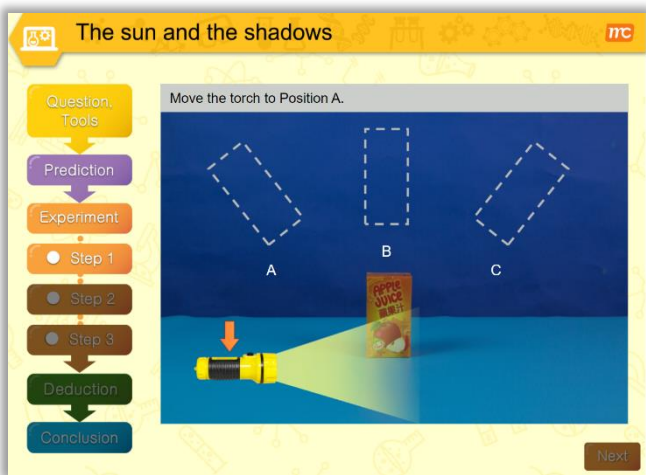 The sun and the shadows
mc
Question,
Tools
Prediction
Experiment
Step 1
Step 2
Step 3
Deduction
Conclusion
Move the torch to Position A.
A
B
C
APPLE
JUICE
蘋果汁
Next